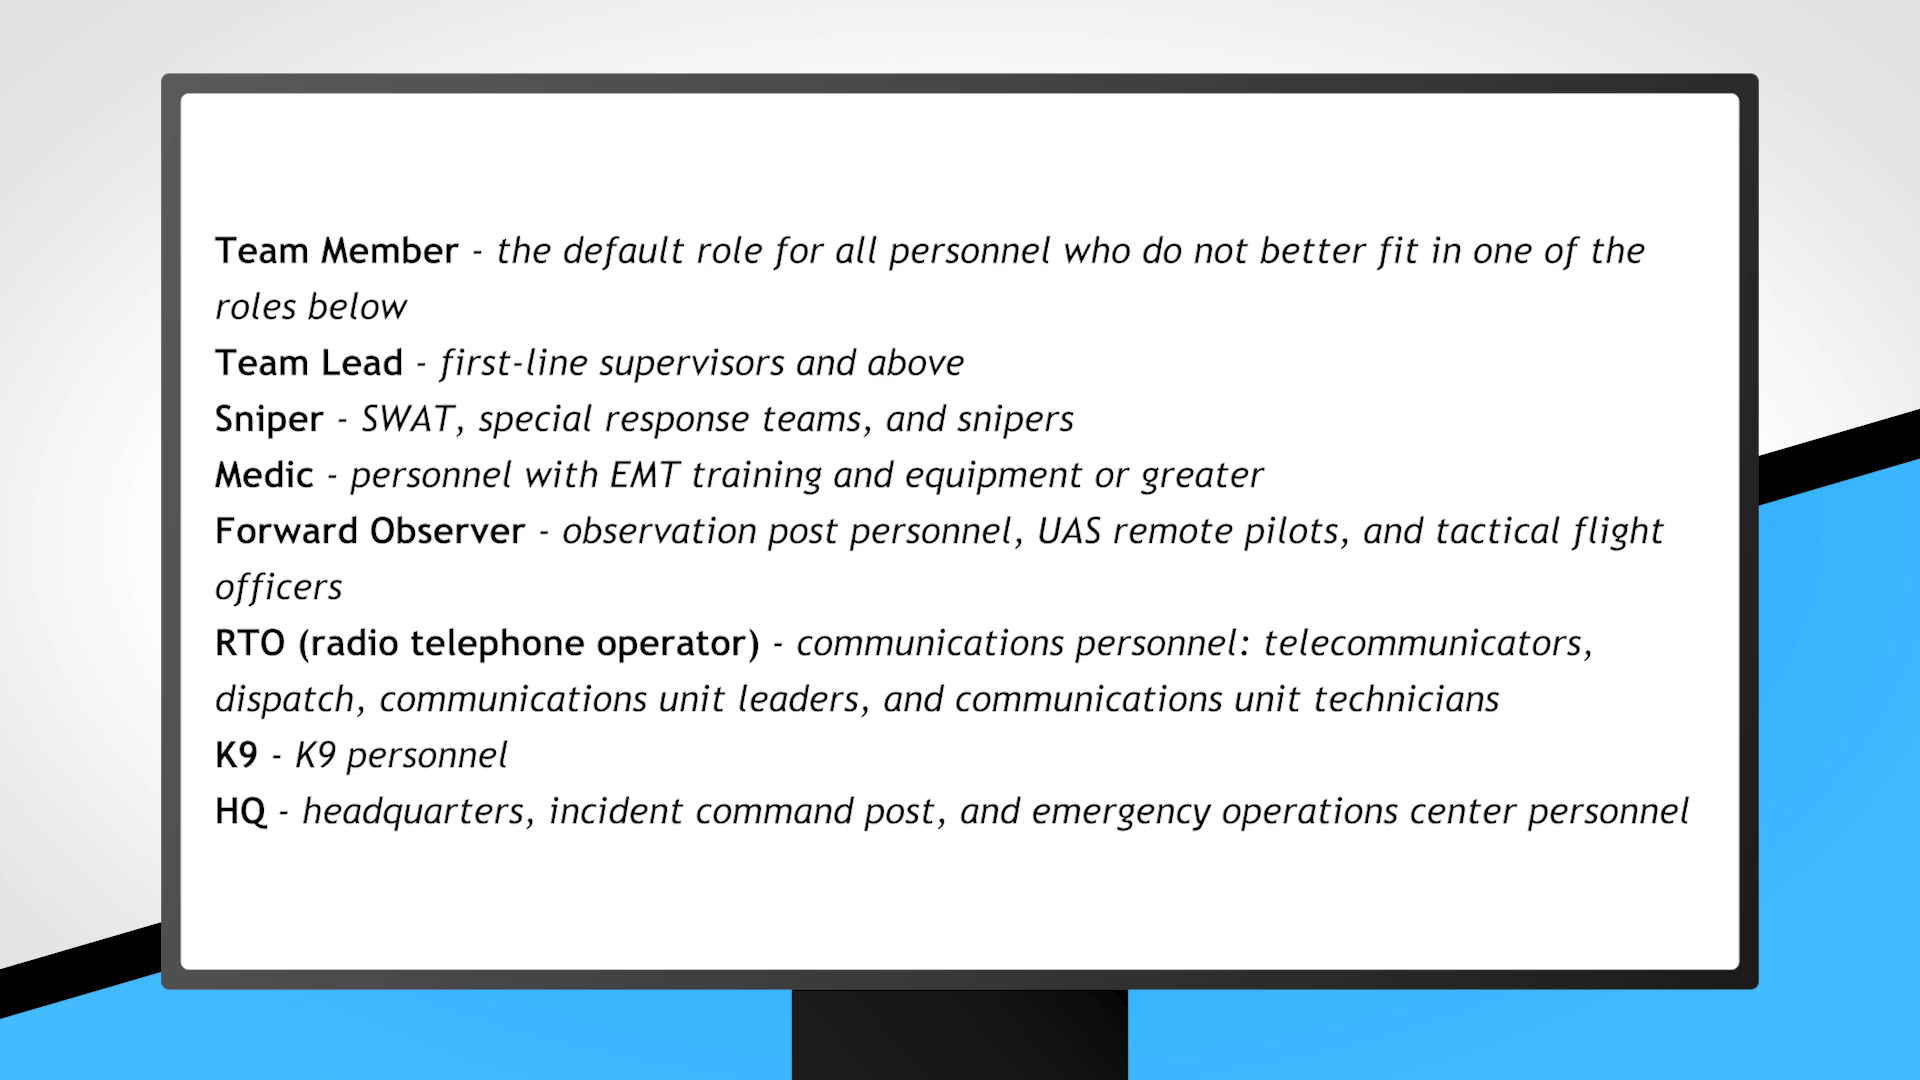 Team Member - the default role for all personnel who do not better fit in one of the
roles below
Team Lead - first-line supervisors and above
Sniper - SWAT, special response teams, and snipers
Medic - personnel with EMT training and equipment or greater
Forward Observer - observation post personnel, UAS remote pilots, and tactical flight
officers
RTO (radio telephone operator) - communications personnel: telecommunicators,
dispatch, communications unit leaders, and communications unit technicians
K9 - K9 personnel
HQ - headquarters, incident command post, and emergency operations center personnel